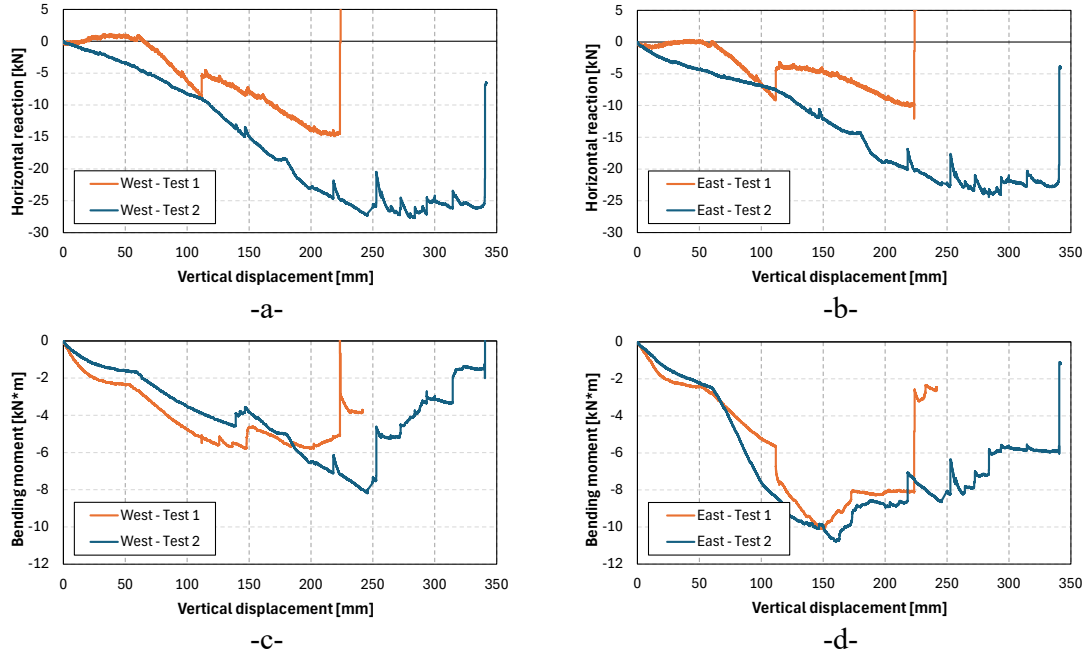 5
0
-5
-10
-15
-20
-25
-30
Horizontal reaction [kN]
West - Test 1
West - Test 2
0 50 100 150 200 250 300 350
Vertical displacement [mm]
-a-
5
0
-5
-10
-15
-20
-25
-30
Horizontal reaction [kN]
East - Test 1
East - Test 2
0 50 100 150 200 250 300 350
Vertical displacement [mm]
-b-
0
-2
-4
-6
-8
-10
-12
Bending moment [kN*m]
West - Test 1
West - Test 2
0 50 100 150 200 250 300 350
Vertical displacement [mm]
-c-
0
-2
-4
-6
-8
-10
-12
Bending moment [kN*m]
East - Test 1
East - Test 2
0 50 100 150 200 250 300 350
Vertical displacement [mm]
-d-